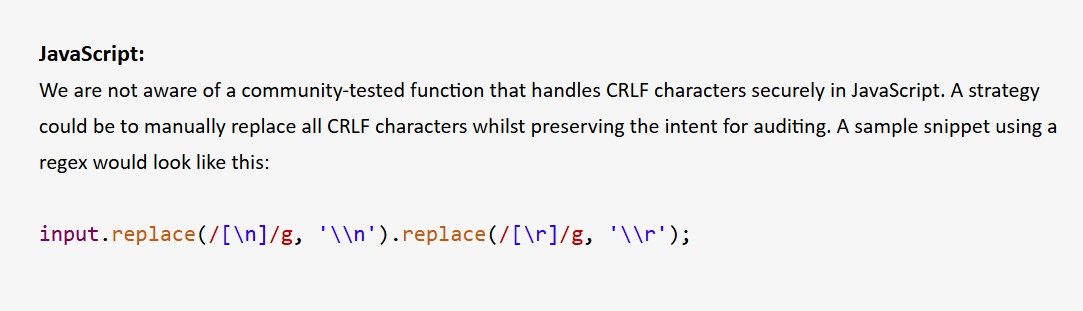 JavaScript:
We are not aware of a community-tested function that handles CRLF characters securely in JavaScript. A strategy
could be to manually replace all CRLF characters whilst preserving the intent for auditing. A sample snippet using a
regex would look like this:
input.replace(/[\n]/g, '\\n').replace(/[\r]/g, '\\r');